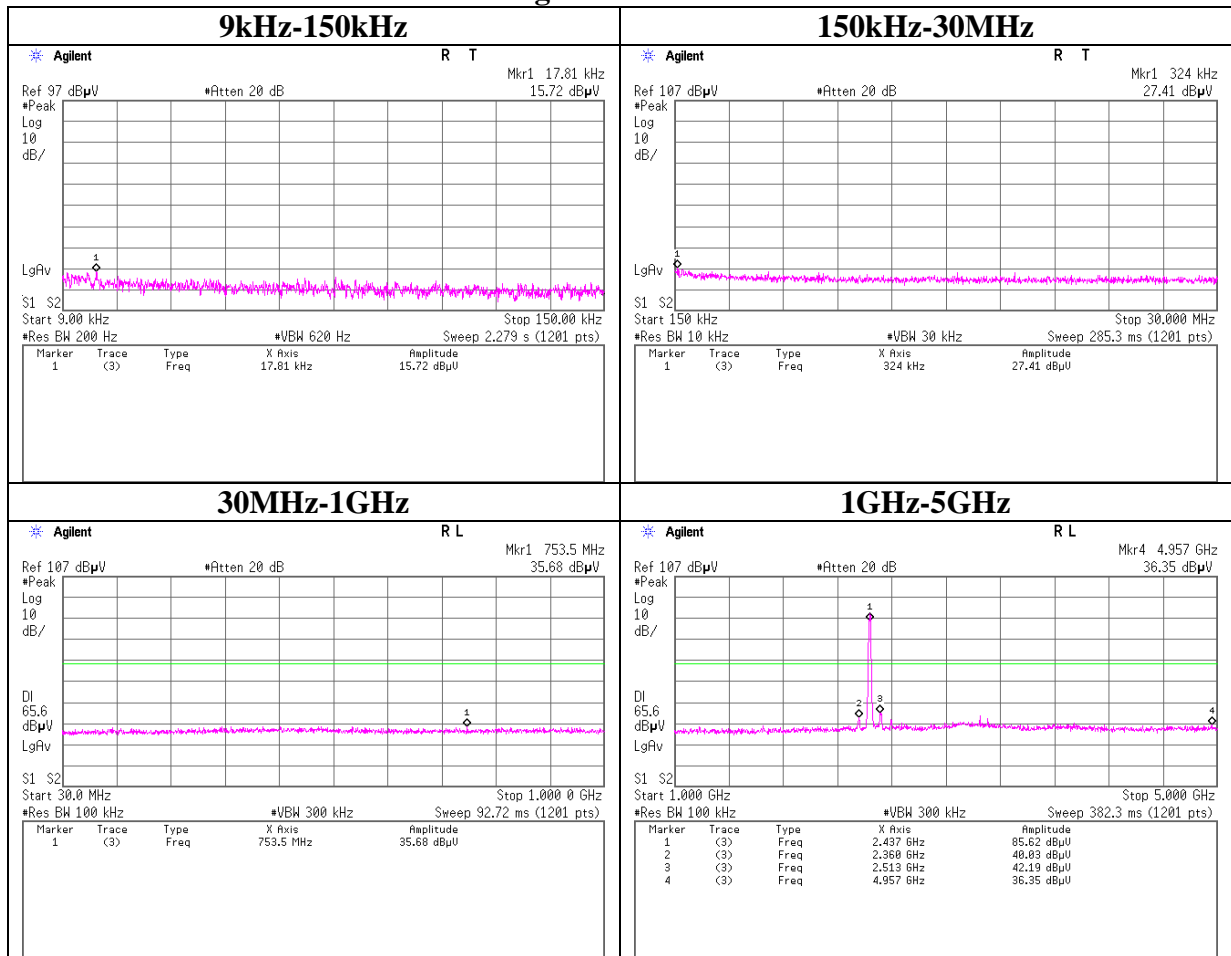 9kHz-150kHz
Agilent
R T
Mkr1 17.81 kHz
Ref 97 dBµV
#Atten 20 dB
15.72 dBµV
#Peak
Log
10
dB/
1
LgAv
S1 S2
Start 9.00 kHz
Stop 150.00 kHz
#Res BW 200 Hz
#VBW 620 Hz
Sweep 2.279 s (1201 pts)
Marker Trace Type X Axis Amplitude
1 (3) Freq 17.81 kHz 15.72 dBµV
150kHz-30MHz
Agilent
R T
Mkr1 324 kHz
Ref 107 dBµV
#Atten 20 dB
27.41 dBµV
#Peak
Log
10
dB/
1
LgAv
S1 S2
Start 150 kHz
Stop 30.000 MHz
#Res BW 10 kHz
#VBW 30 kHz
Sweep 285.3 ms (1201 pts)
Marker Trace Type X Axis Amplitude
1 (3) Freq 324 kHz 27.41 dBµV
30MHz-1GHz
Agilent
R L
Mkr1 753.5 MHz
Ref 107 dBµV
#Atten 20 dB
35.68 dBµV
#Peak
Log
10
dB/
DI
65.6
dBµV
1
LgAv
S1 S2
Start 30.0 MHz
Stop 1.000 0 GHz
#Res BW 100 kHz
#VBW 300 kHz
Sweep 92.72 ms (1201 pts)
Marker Trace Type X Axis Amplitude
1 (3) Freq 753.5 MHz 35.68 dBµV
1GHz-5GHz
Agilent
R L
Mkr4 4.957 GHz
Ref 107 dBµV
#Atten 20 dB
36.35 dBµV
#Peak
Log
10
dB/
1
DI
65.6
dBµV
2
3
4
LgAv
S1 S2
Start 1.000 GHz
Stop 5.000 GHz
#Res BW 100 kHz
#VBW 300 kHz
Sweep 382.3 ms (1201 pts)
Marker Trace Type X Axis Amplitude
1 (3) Freq 2.437 GHz 85.62 dBµV
2 (3) Freq 2.360 GHz 40.03 dBµV
3 (3) Freq 2.513 GHz 42.19 dBµV
4 (3) Freq 4.957 GHz 36.35 dBµV